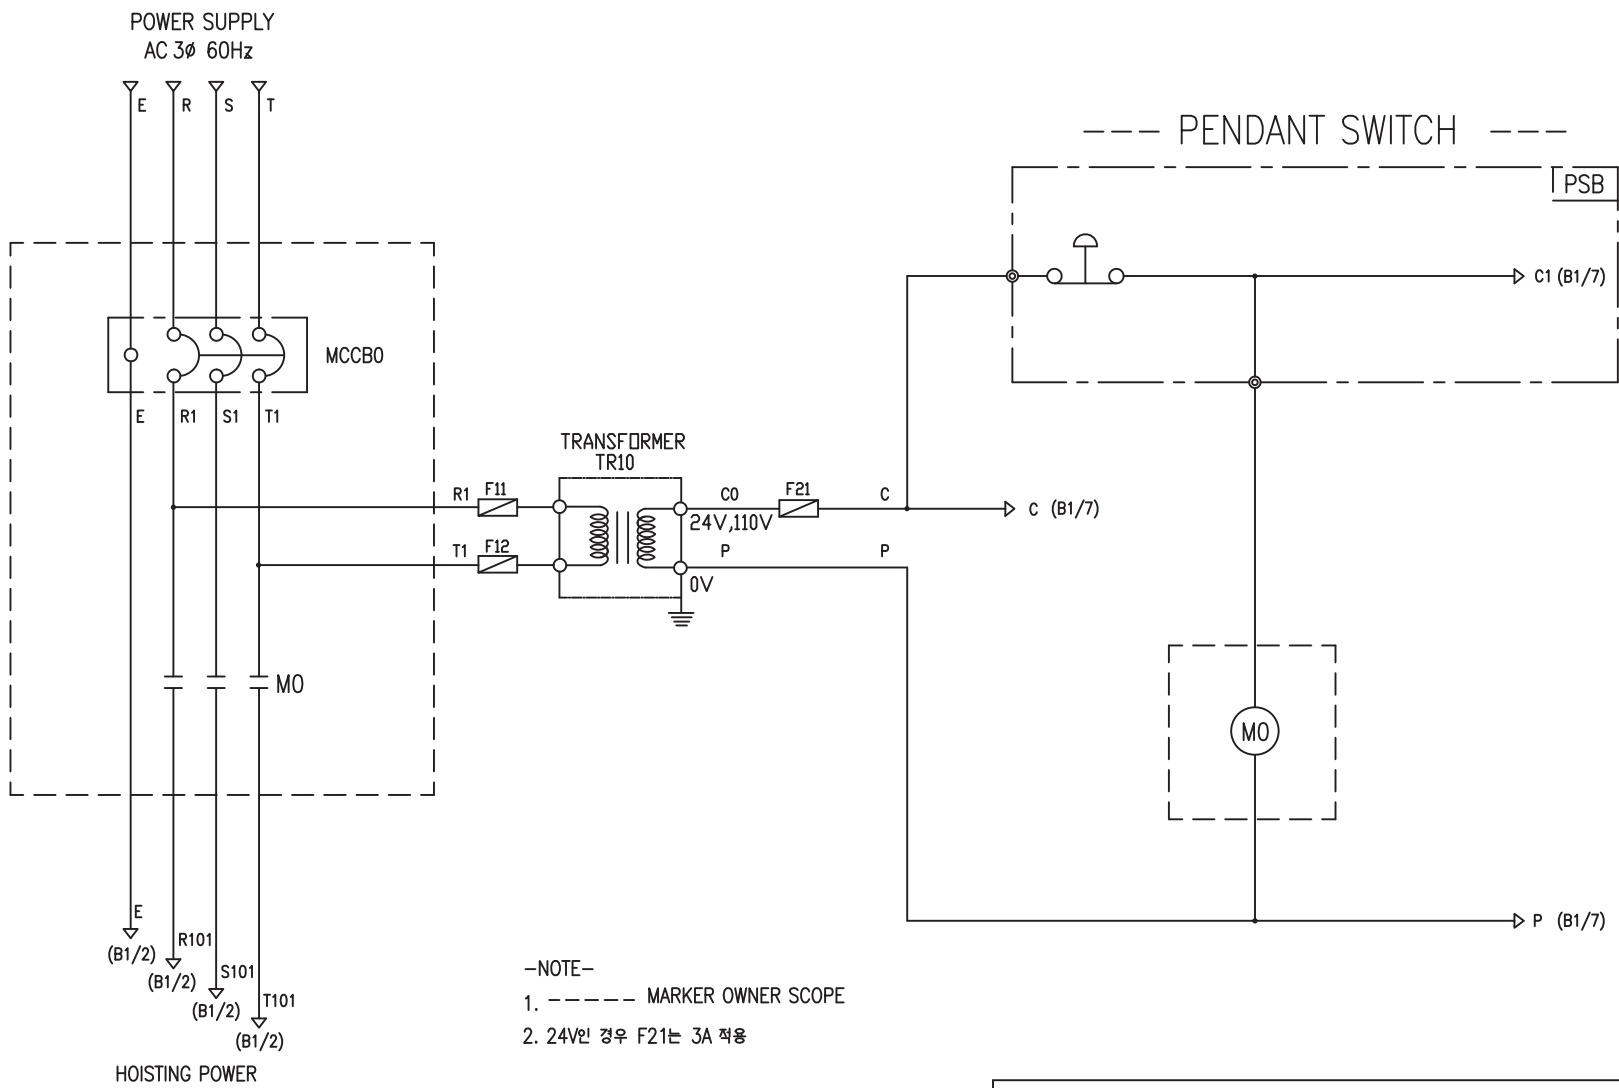 POWER SUPPLY
AC 3Ø 60Hz
E R S T
---- PENDANT SWITCH ----
PSB
C1 (B1/7)
MCCB0
E R1 S1 T1
TRANSFORMER
TR10
R1 F11
C0 F21 C
24V,110V
C (B1/7)
T1 F12
P P
0V
M0
M0
E
(B1/2)
R101
(B1/2)
S101
(B1/2)
T101
(B1/2)
P (B1/7)
HOISTING POWER
-NOTE-
1. ------ MARKER OWNER SCOPE
2. 24V인 경우 F21는 3A 적용